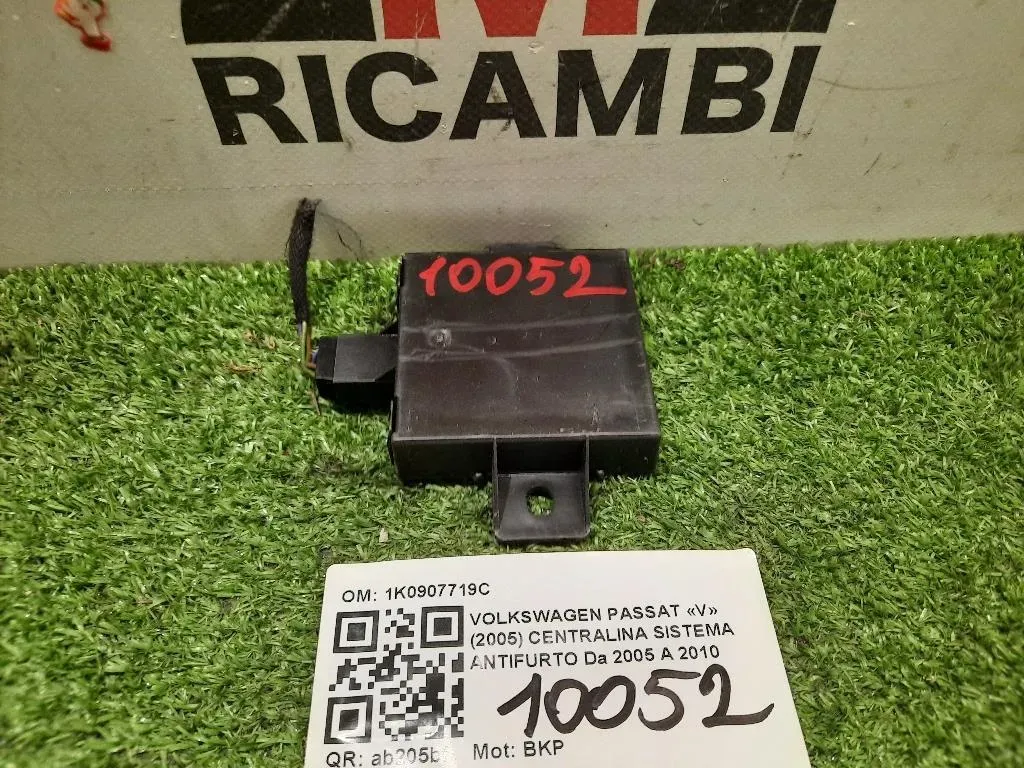 M
RICAMBI
10052
OM: 1K0907719C
VOLKSWAGEN PASSAT «V»
(2005) CENTRALINA SISTEMA
ANTIFURTO Da 2005 A 2010
10052
QR: ab205b
Mot: BKP